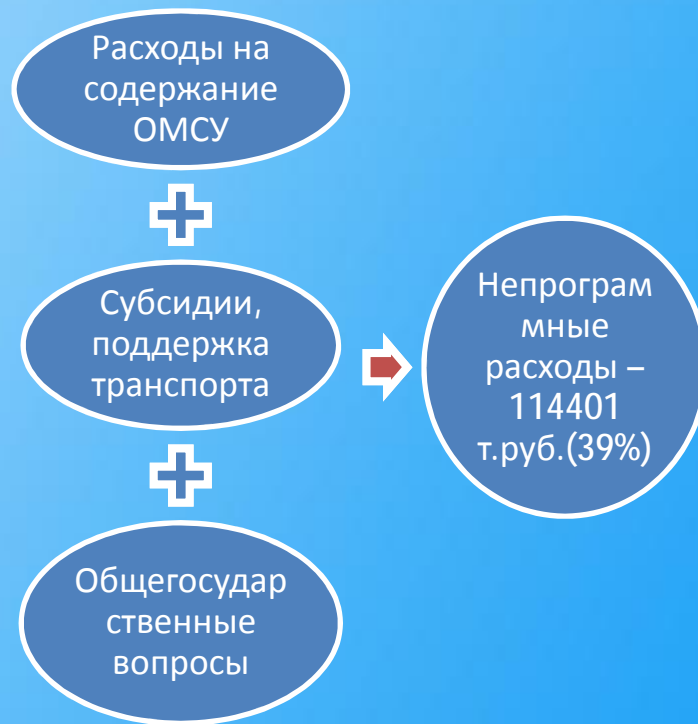 Расходы на
содержание
ОМСУ
Субсидии,
поддержка
транспорта
Общегосудар
ственные
вопросы
Непрограм
мные
расходы –
114401
т.руб.(39%)